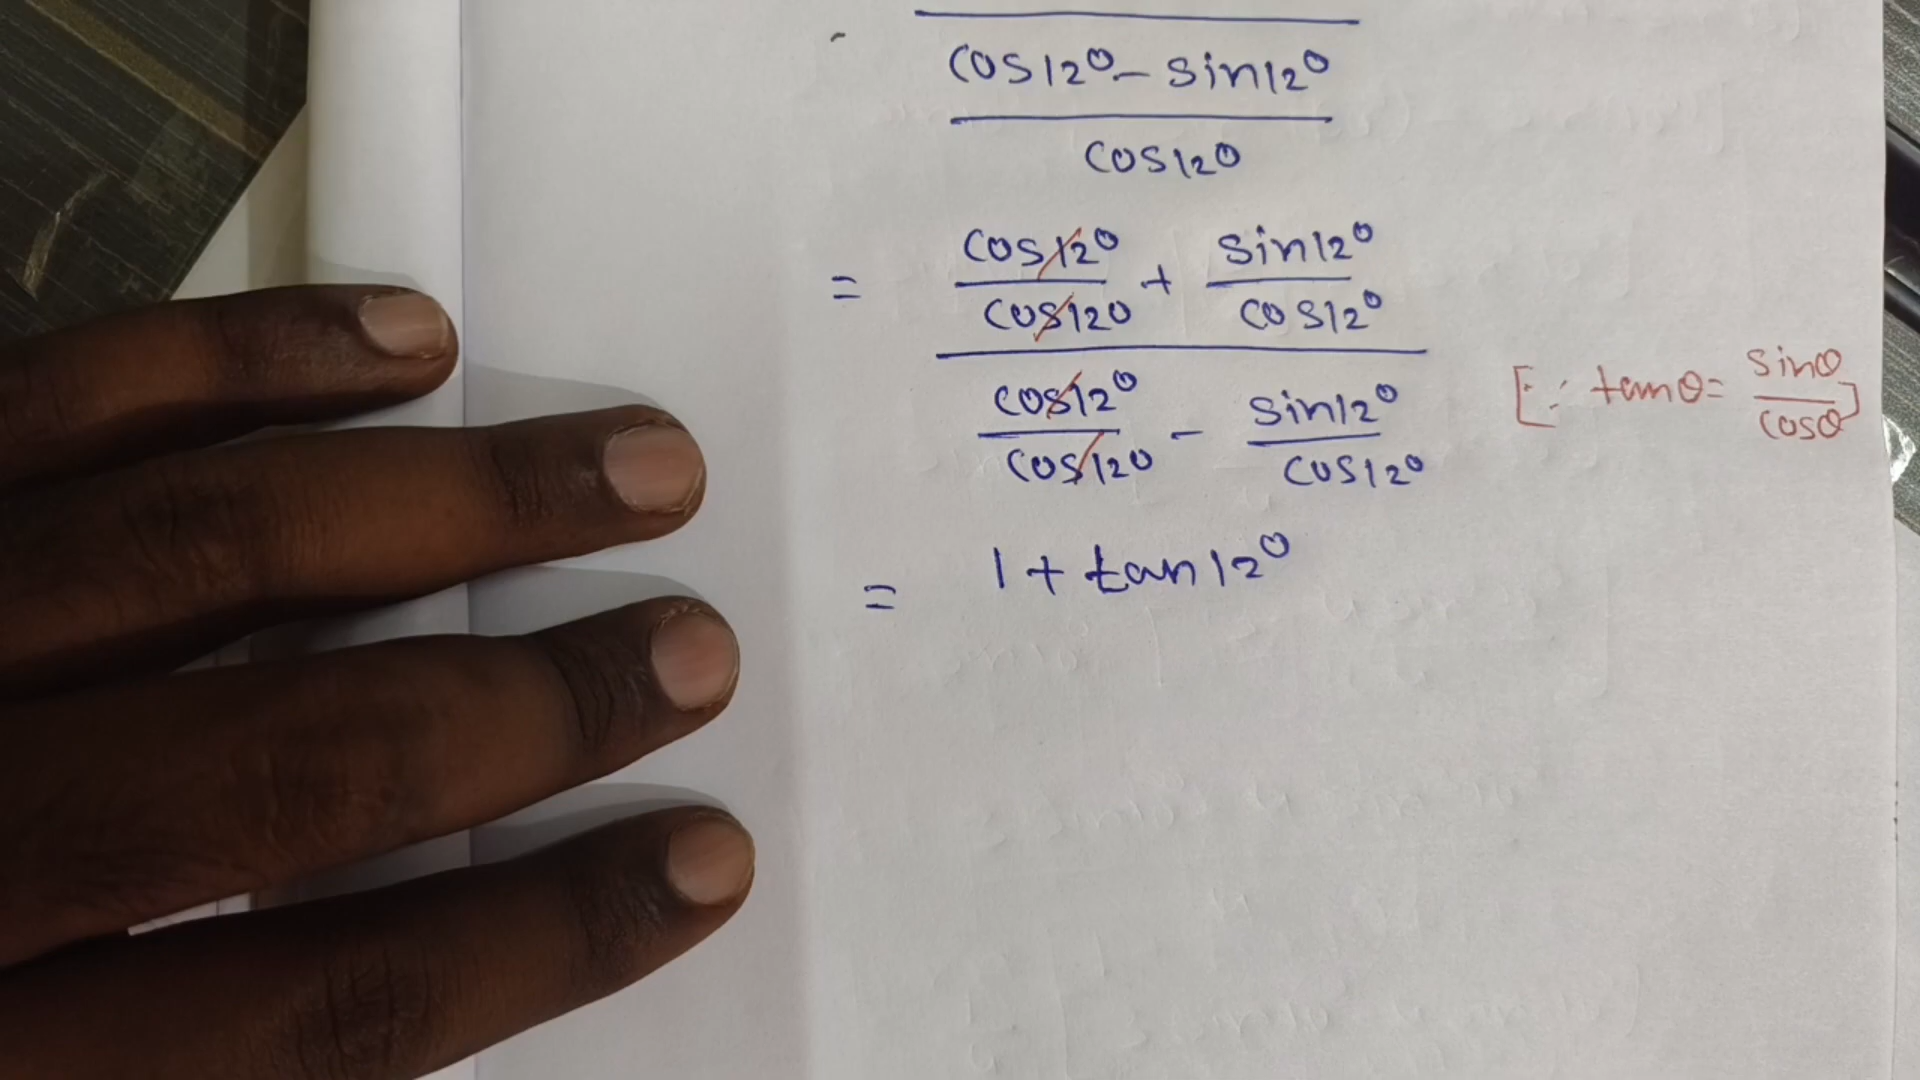 cos12° - sin12°
cos12°
= cos12°/cos12° + sin12°/cos12°
cos12°/cos12° - sin12°/cos12°
[∵ tanθ = sinθ/cosθ]
= 1 + tan12°